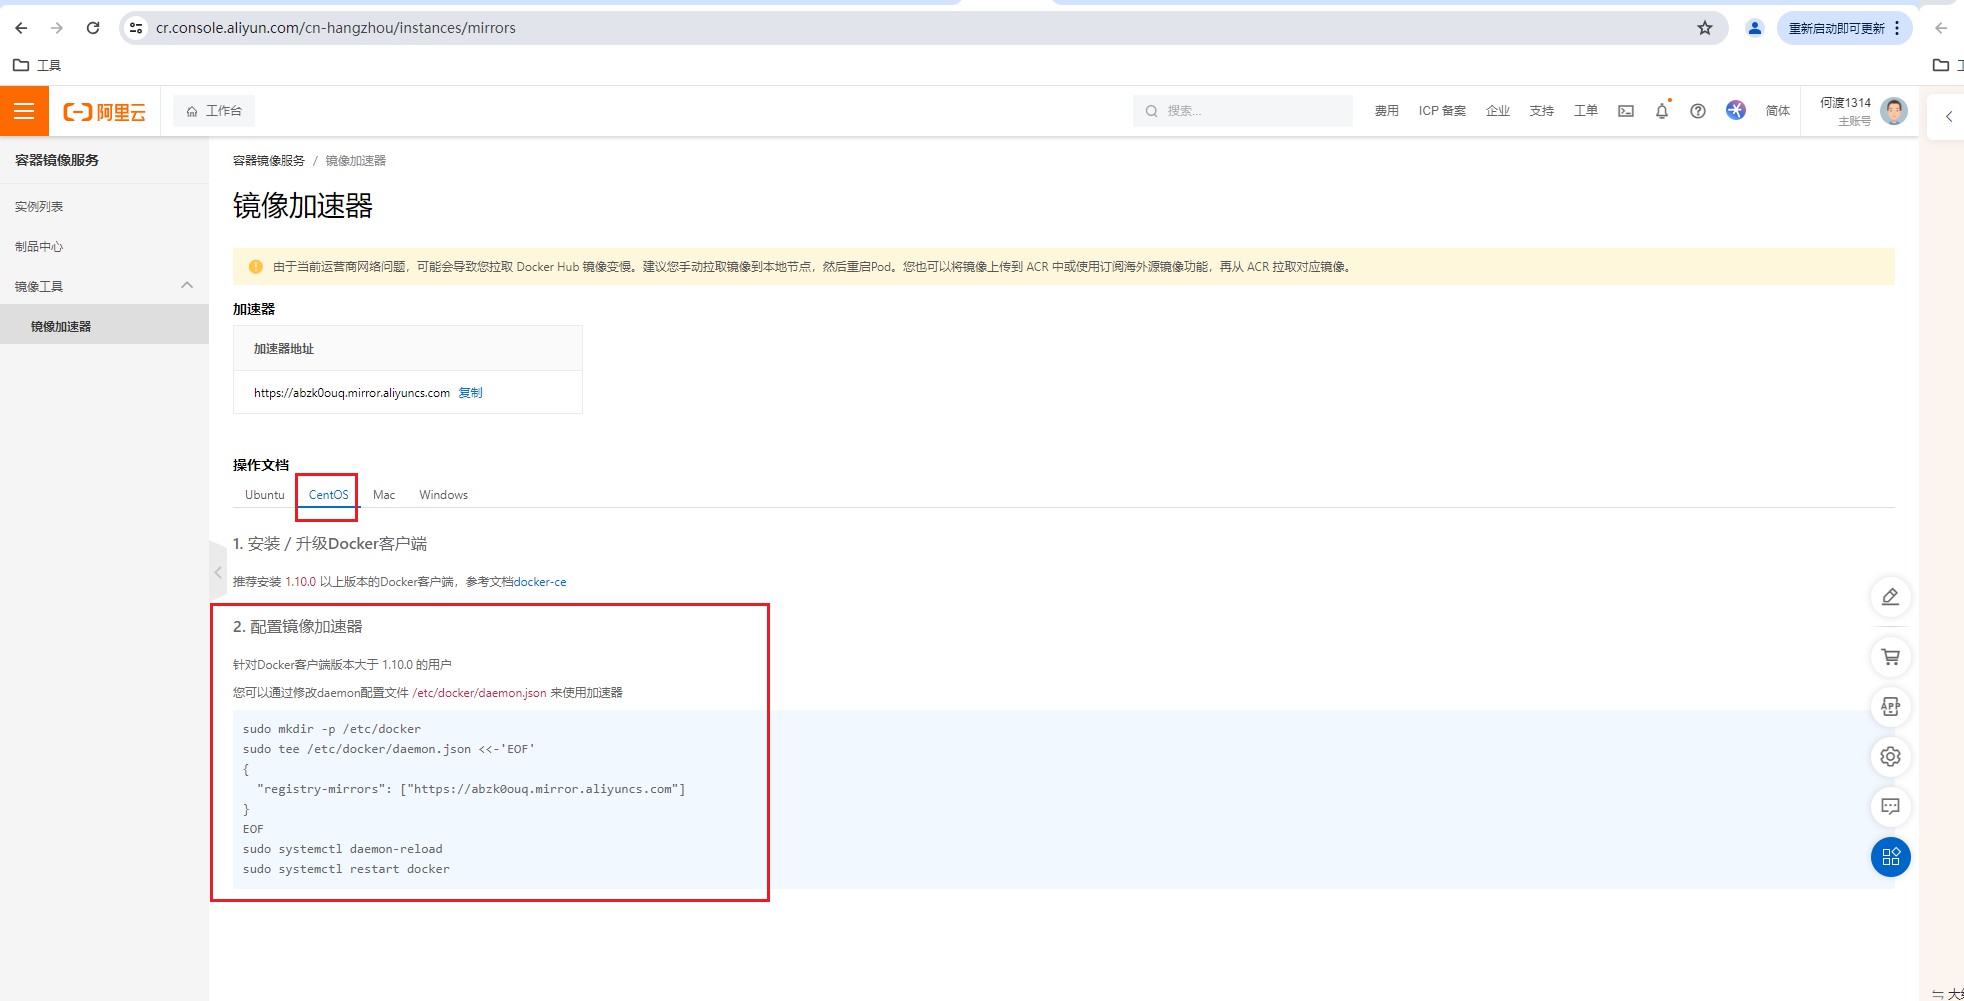 cr.console.aliyun.com/cn-hangzhou/instances/mirrors
重新启动即可更新
工具
阿里云
工作台
搜索...
费用
ICP 备案
企业
支持
工单
简体
何渡1314
主账号
容器镜像服务
实例列表
制品中心
镜像工具
镜像加速器
容器镜像服务 / 镜像加速器
镜像加速器
由于当前运营商网络问题，可能会导致您拉取 Docker Hub 镜像变慢。建议您手动拉取镜像到本地节点，然后重启Pod。您也可以将镜像上传到 ACR 中或使用订阅海外源镜像功能，再从 ACR 拉取对应镜像。
加速器
加速器地址
https://abzk0ouq.mirror.aliyuncs.com 复制
操作文档
Ubuntu CentOS Mac Windows
1. 安装 / 升级Docker客户端
推荐安装 1.10.0 以上版本的Docker客户端，参考文档docker-ce
2. 配置镜像加速器
针对Docker客户端版本大于 1.10.0 的用户
您可以通过修改daemon配置文件 /etc/docker/daemon.json 来使用加速器
sudo mkdir -p /etc/docker
sudo tee /etc/docker/daemon.json <<-'EOF'
{
  "registry-mirrors": ["https://abzk0ouq.mirror.aliyuncs.com"]
}
EOF
sudo systemctl daemon-reload
sudo systemctl restart docker
APP